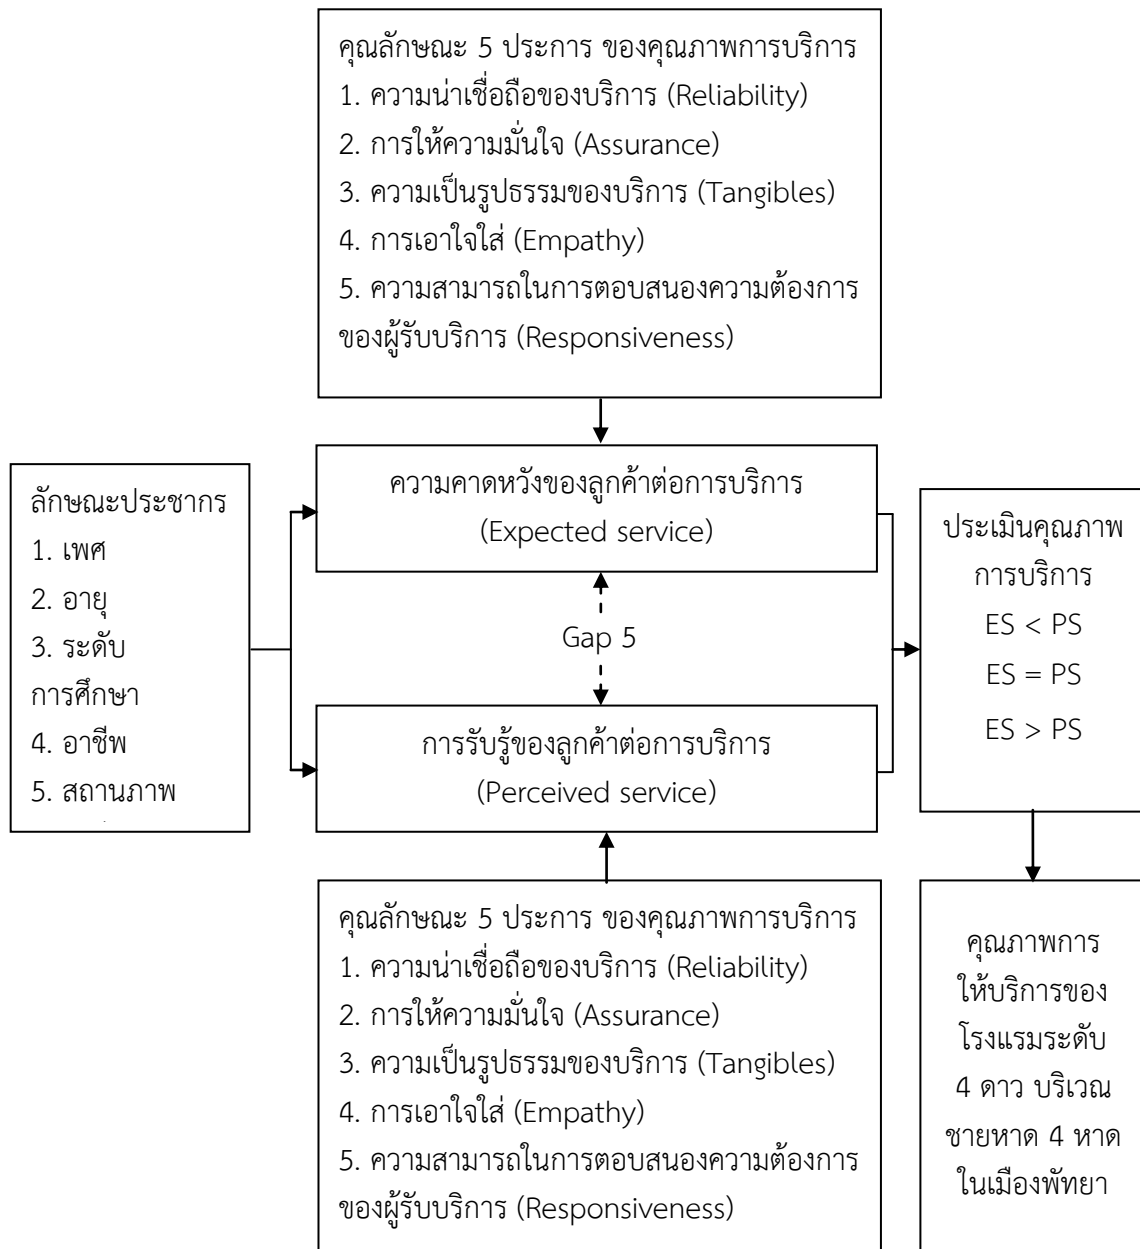 คุณลักษณะ 5 ประการ ของคุณภาพการบริการ
1. ความน่าเชื่อถือของบริการ (Reliability)
2. การให้ความมั่นใจ (Assurance)
3. ความเป็นรูปธรรมของบริการ (Tangibles)
4. การเอาใจใส่ (Empathy)
5. ความสามารถในการตอบสนองความต้องการ
ของผู้รับบริการ (Responsiveness)
ลักษณะประชากร
1. เพศ
2. อายุ
3. ระดับ
การศึกษา
4. อาชีพ
5. สถานภาพ
ความคาดหวังของลูกค้าต่อการบริการ
(Expected service)
Gap 5
การรับรู้ของลูกค้าต่อการบริการ
(Perceived service)
ประเมินคุณภาพ
การบริการ
ES < PS
ES = PS
ES > PS
คุณลักษณะ 5 ประการ ของคุณภาพการบริการ
1. ความน่าเชื่อถือของบริการ (Reliability)
2. การให้ความมั่นใจ (Assurance)
3. ความเป็นรูปธรรมของบริการ (Tangibles)
4. การเอาใจใส่ (Empathy)
5. ความสามารถในการตอบสนองความต้องการ
ของผู้รับบริการ (Responsiveness)
คุณภาพการ
ให้บริการของ
โรงแรมระดับ
4 ดาว บริเวณ
ชายหาด 4 หาด
ในเมืองพัทยา